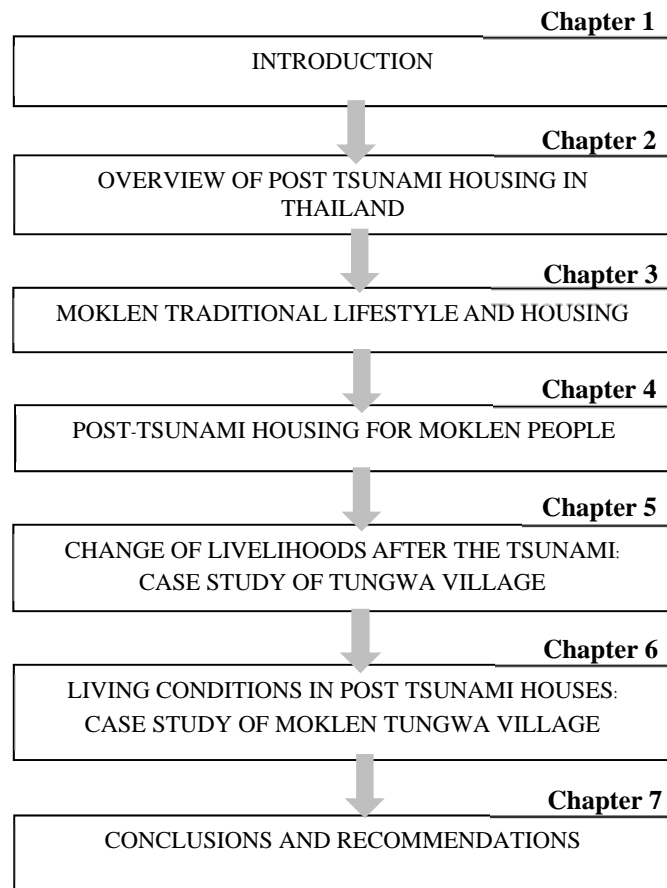 Chapter 1
INTRODUCTION
Chapter 2
OVERVIEW OF POST TSUNAMI HOUSING IN
THAILAND
Chapter 3
MOKLEN TRADITIONAL LIFESTYLE AND HOUSING
Chapter 4
POST-TSUNAMI HOUSING FOR MOKLEN PEOPLE
Chapter 5
CHANGE OF LIVELIHOODS AFTER THE TSUNAMI:
CASE STUDY OF TUNGWA VILLAGE
Chapter 6
LIVING CONDITIONS IN POST TSUNAMI HOUSES:
CASE STUDY OF MOKLEN TUNGWA VILLAGE
Chapter 7
CONCLUSIONS AND RECOMMENDATIONS